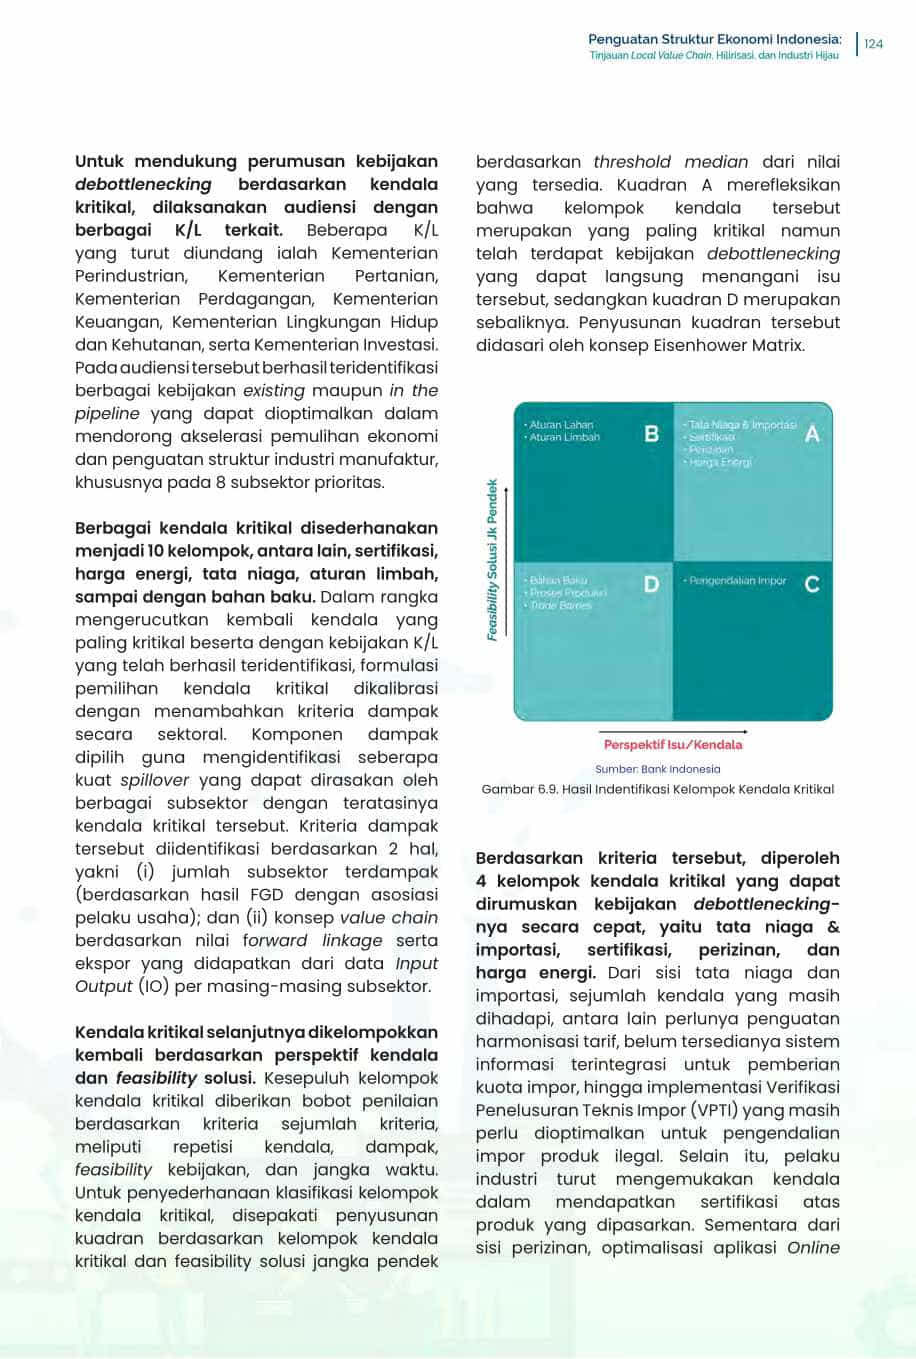 Penguatan Struktur Ekonomi Indonesia:
Tinjauan Local Value Chain, Hilirisasi, dan Industri Hijau
124
Untuk mendukung perumusan kebijakan
debottlenecking berdasarkan kendala
kritikal, dilaksanakan audiensi dengan
berbagai K/L terkait. Beberapa K/L
yang turut diundang ialah Kementerian
Perindustrian, Kementerian Pertanian,
Kementerian Perdagangan, Kementerian
Keuangan, Kementerian Lingkungan Hidup
dan Kehutanan, serta Kementerian Investasi.
Pada audiensi tersebut berhasil teridentifikasi
berbagai kebijakan existing maupun in the
pipeline yang dapat dioptimalkan dalam
mendorong akselerasi pemulihan ekonomi
dan penguatan struktur industri manufaktur,
khususnya pada 8 subsektor prioritas.
Berbagai kendala kritikal disederhanakan
menjadi 10 kelompok, antara lain, sertifikasi,
harga energi, tata niaga, aturan limbah,
sampai dengan bahan baku. Dalam rangka
mengerucutkan kembali kendala yang
paling kritikal beserta dengan kebijakan K/L
yang telah berhasil teridentifikasi, formulasi
pemilihan kendala kritikal dikalibrasi
dengan menambahkan kriteria dampak
secara sektoral. Komponen dampak
dipilih guna mengidentifikasi seberapa
kuat spillover yang dapat dirasakan oleh
berbagai subsektor dengan teratasinya
kendala kritikal tersebut. Kriteria dampak
tersebut diidentifikasi berdasarkan 2 hal,
yakni (i) jumlah subsektor terdampak
(berdasarkan hasil FGD dengan asosiasi
pelaku usaha); dan (ii) konsep value chain
berdasarkan nilai forward linkage serta
ekspor yang didapatkan dari data Input
Output (IO) per masing-masing subsektor.
Kendala kritikal selanjutnya dikelompokkan
kembali berdasarkan perspektif kendala
dan feasibility solusi. Kesepuluh kelompok
kendala kritikal diberikan bobot penilaian
berdasarkan kriteria sejumlah kriteria,
meliputi repetisi kendala, dampak,
feasibility kebijakan, dan jangka waktu.
Untuk penyederhanaan klasifikasi kelompok
kendala kritikal, disepakati penyusunan
kuadran berdasarkan kelompok kendala
kritikal dan feasibility solusi jangka pendek
berdasarkan threshold median dari nilai
yang tersedia. Kuadran A merefleksikan
bahwa kelompok kendala tersebut
merupakan yang paling kritikal namun
telah terdapat kebijakan debottlenecking
yang dapat langsung menangani isu
tersebut, sedangkan kuadran D merupakan
sebaliknya. Penyusunan kuadran tersebut
didasari oleh konsep Eisenhower Matrix.
• Aturan Lahan
• Aturan Limbah
B
• Tata Niaga & Importasi
• Sertifikasi
• Perizinan
• Harga Energi
A
• Bahan Baku
• Proses Produksi
• Trade Barries
D
• Pengendalian Impor
C
Feasibility Solusi Jk Pendek
Perspektif Isu/Kendala
Sumber: Bank Indonesia
Gambar 6.9. Hasil Indentifikasi Kelompok Kendala Kritikal
Berdasarkan kriteria tersebut, diperoleh
4 kelompok kendala kritikal yang dapat
dirumuskan kebijakan debottlenecking-
nya secara cepat, yaitu tata niaga &
importasi, sertifikasi, perizinan, dan
harga energi. Dari sisi tata niaga dan
importasi, sejumlah kendala yang masih
dihadapi, antara lain perlunya penguatan
harmonisasi tarif, belum tersedianya sistem
informasi terintegrasi untuk pemberian
kuota impor, hingga implementasi Verifikasi
Penelusuran Teknis Impor (VPTI) yang masih
perlu dioptimalkan untuk pengendalian
impor produk ilegal. Selain itu, pelaku
industri turut mengemukakan kendala
dalam mendapatkan sertifikasi atas
produk yang dipasarkan. Sementara dari
sisi perizinan, optimalisasi aplikasi Online